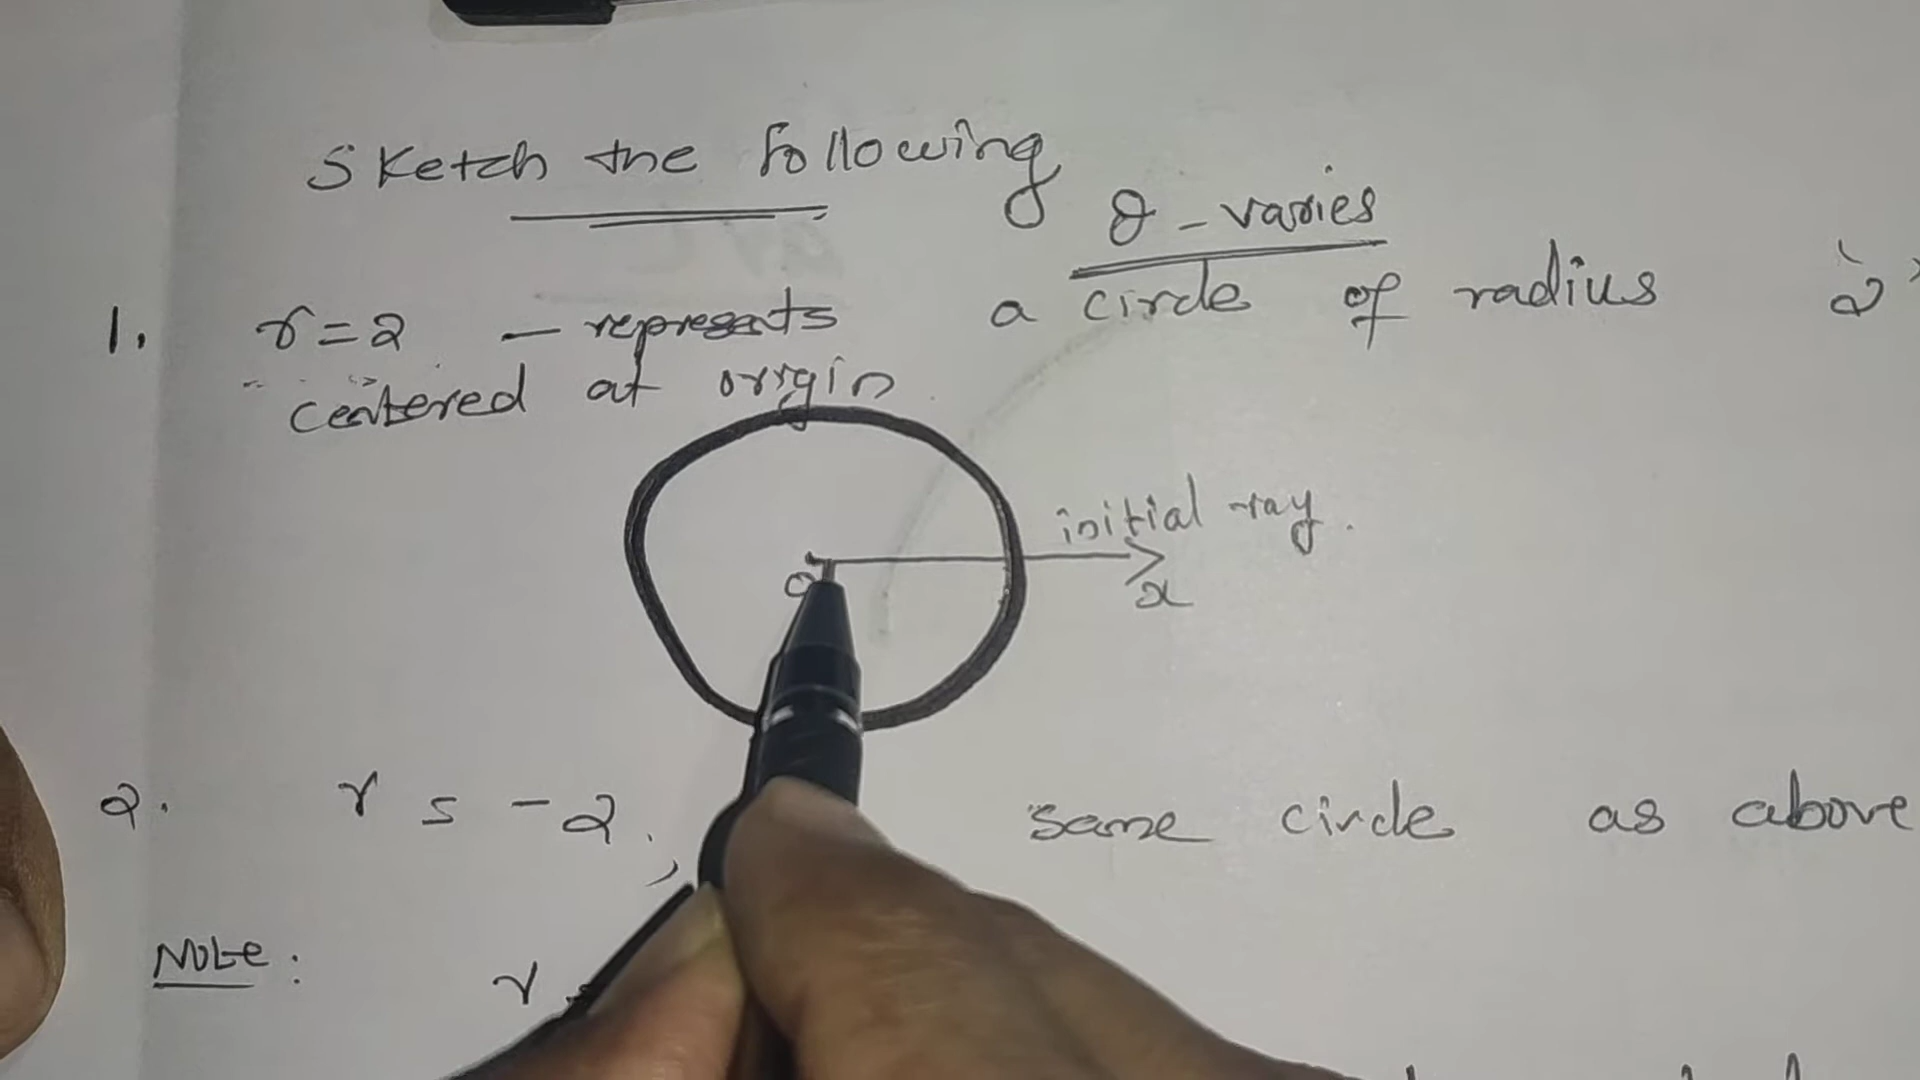 Sketch the following
θ - varies
1. r = 2 - represents a circle of radius "2"
centered at origin.
initial ray.
O
x
2. r = -2, same circle as above
Note: r